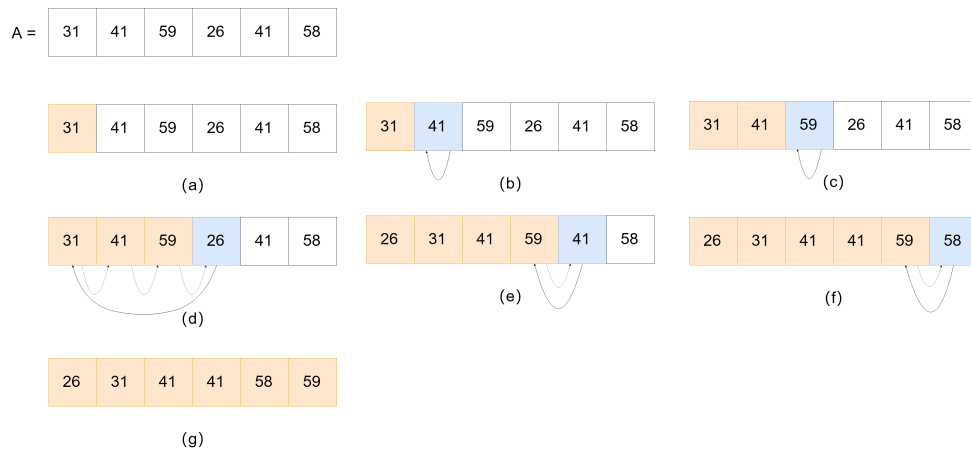 A = 31 41 59 26 41 58
31 41 59 26 41 58
(a)
31 41 59 26 41 58
(b)
31 41 59 26 41 58
(c)
31 41 59 26 41 58
(d)
26 31 41 59 41 58
(e)
26 31 41 41 59 58
(f)
26 31 41 41 58 59
(g)